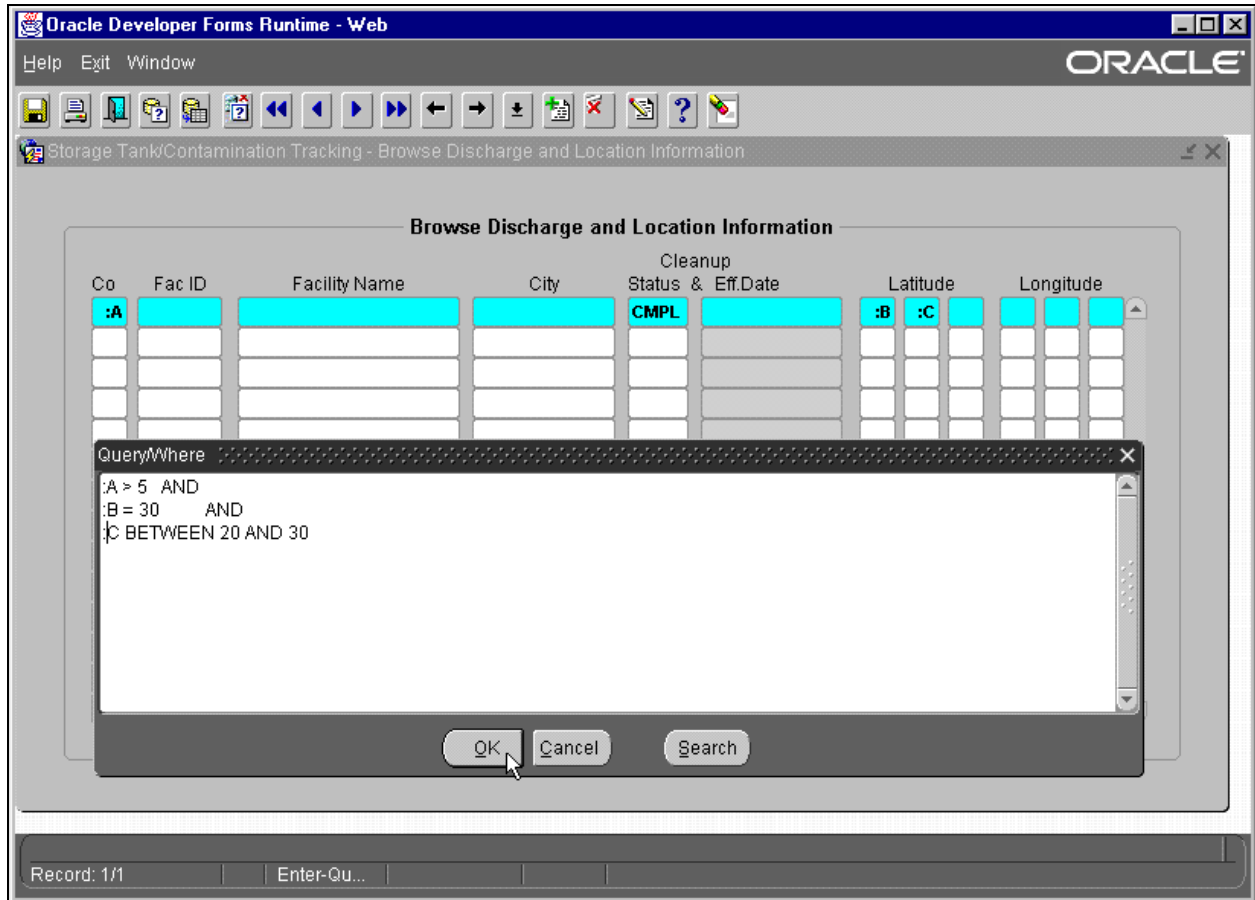 Oracle Developer Forms Runtime - Web
Help Exit Window ORACLE
Storage Tank/Contamination Tracking - Browse Discharge and Location Information
Browse Discharge and Location Information
Cleanup
Co Fac ID Facility Name City Status & Eff.Date Latitude Longitude
:A CMPL :B :C
Query/Where
:A > 5 AND
:B = 30 AND
:C BETWEEN 20 AND 30
OK Cancel Search
Record: 1/1 Enter-Qu...